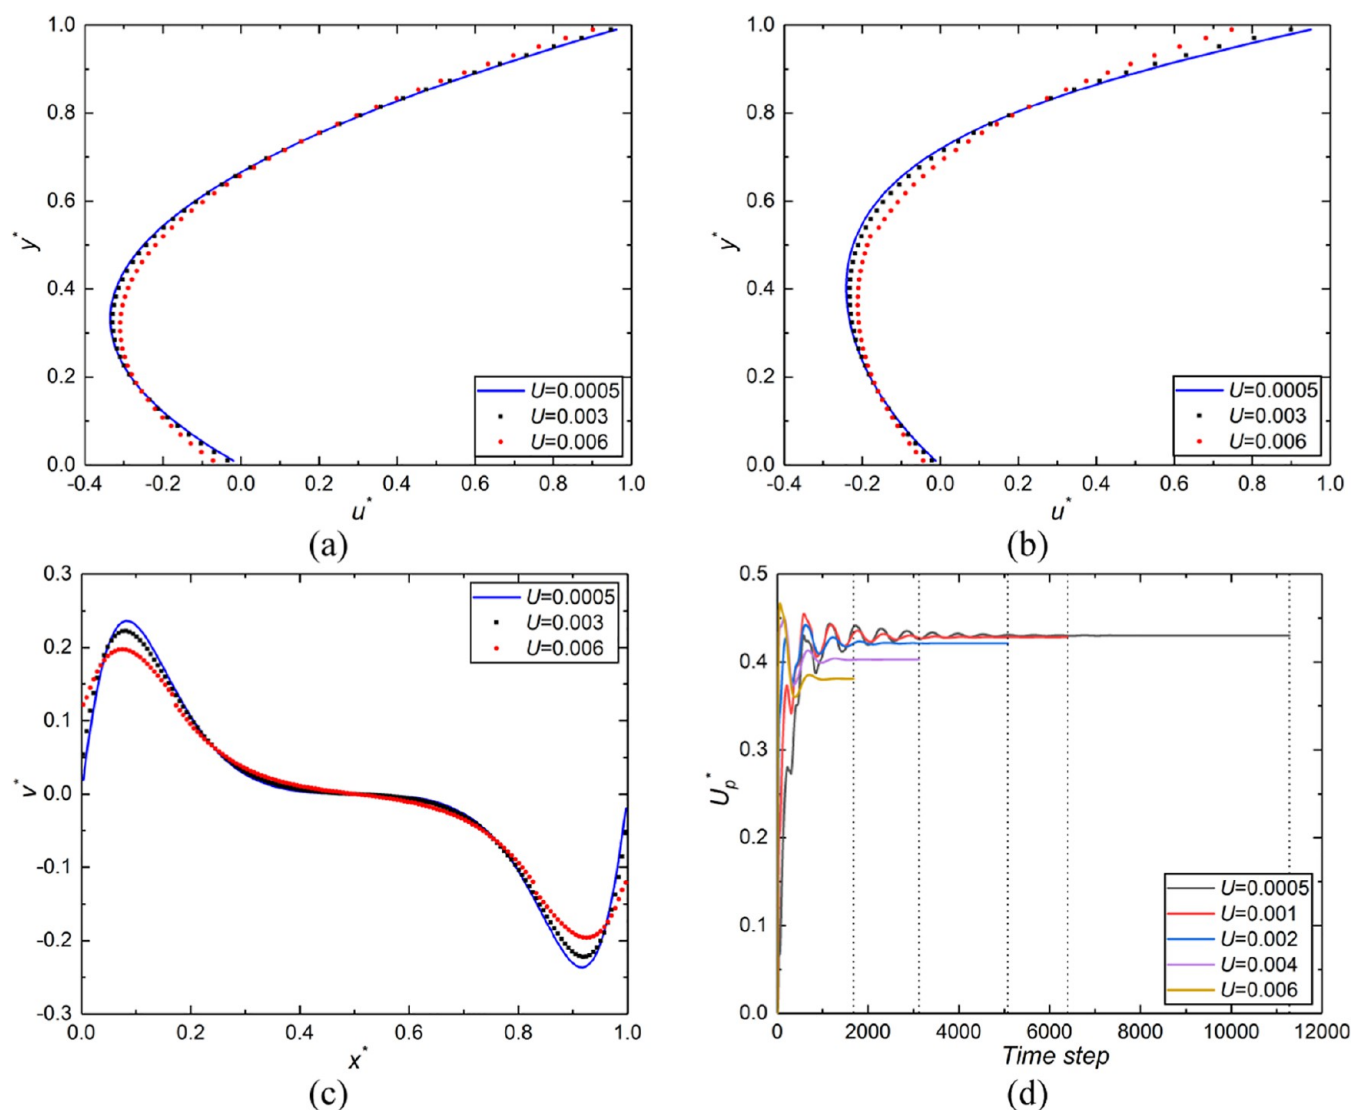 1.0
0.8
0.6
0.4
0.2
0.0
y*
-0.4 -0.2 0.0 0.2 0.4 0.6 0.8 1.0
u*
U=0.0005
U=0.003
U=0.006
(a)
1.0
0.8
0.6
0.4
0.2
0.0
y*
-0.4 -0.2 0.0 0.2 0.4 0.6 0.8 1.0
u*
U=0.0005
U=0.003
U=0.006
(b)
0.3
0.2
0.1
0.0
-0.1
-0.2
-0.3
v*
0.0 0.2 0.4 0.6 0.8 1.0
x*
U=0.0005
U=0.003
U=0.006
(c)
0.5
0.4
0.3
0.2
0.1
0.0
Up*
0 2000 4000 6000 8000 10000 12000
Time step
U=0.0005
U=0.001
U=0.002
U=0.004
U=0.006
(d)